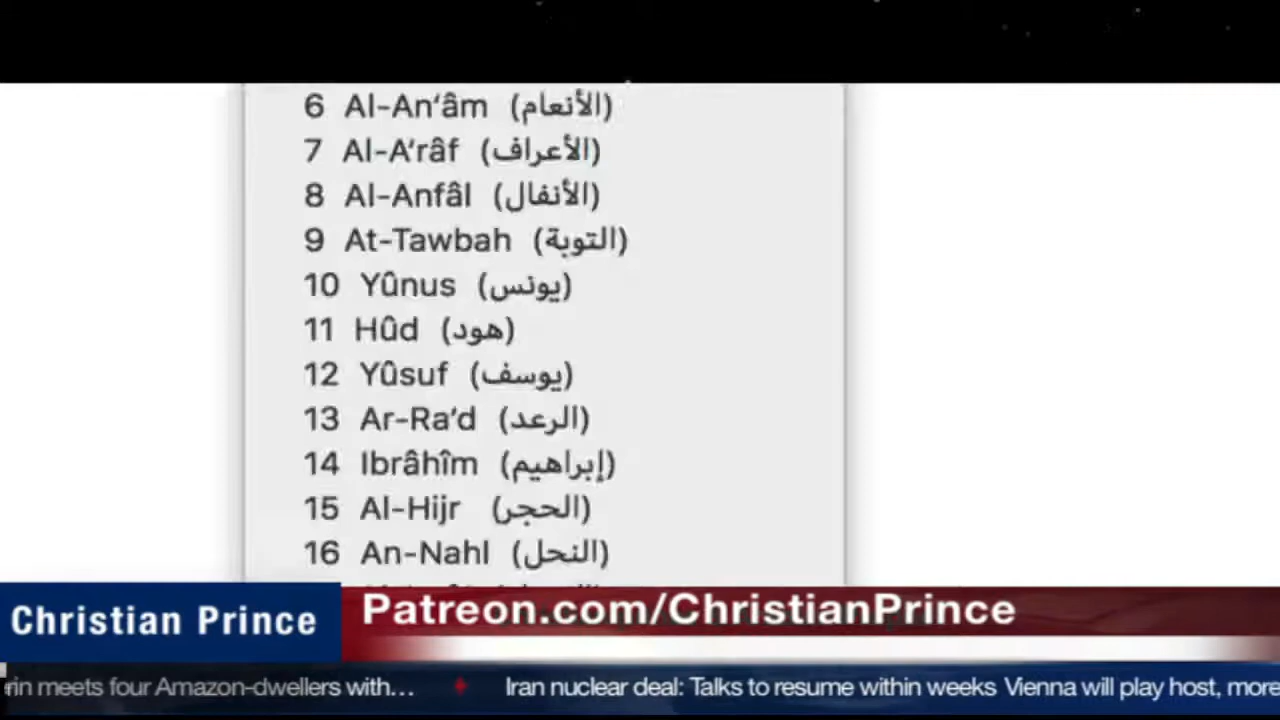 6 Al-An‘âm (الأنعام)
7 Al-A‘râf (الأعراف)
8 Al-Anfâl (الأنفال)
9 At-Tawbah (التوبة)
10 Yûnus (يونس)
11 Hûd (هود)
12 Yûsuf (يوسف)
13 Ar-Ra‘d (الرعد)
14 Ibrâhîm (إبراهيم)
15 Al-Hijr (الحجر)
16 An-Nahl (النحل)
Christian Prince
Patreon.com/ChristianPrince
meets four Amazon-dwellers with... Iran nuclear deal: Talks to resume within weeks Vienna will play host, more